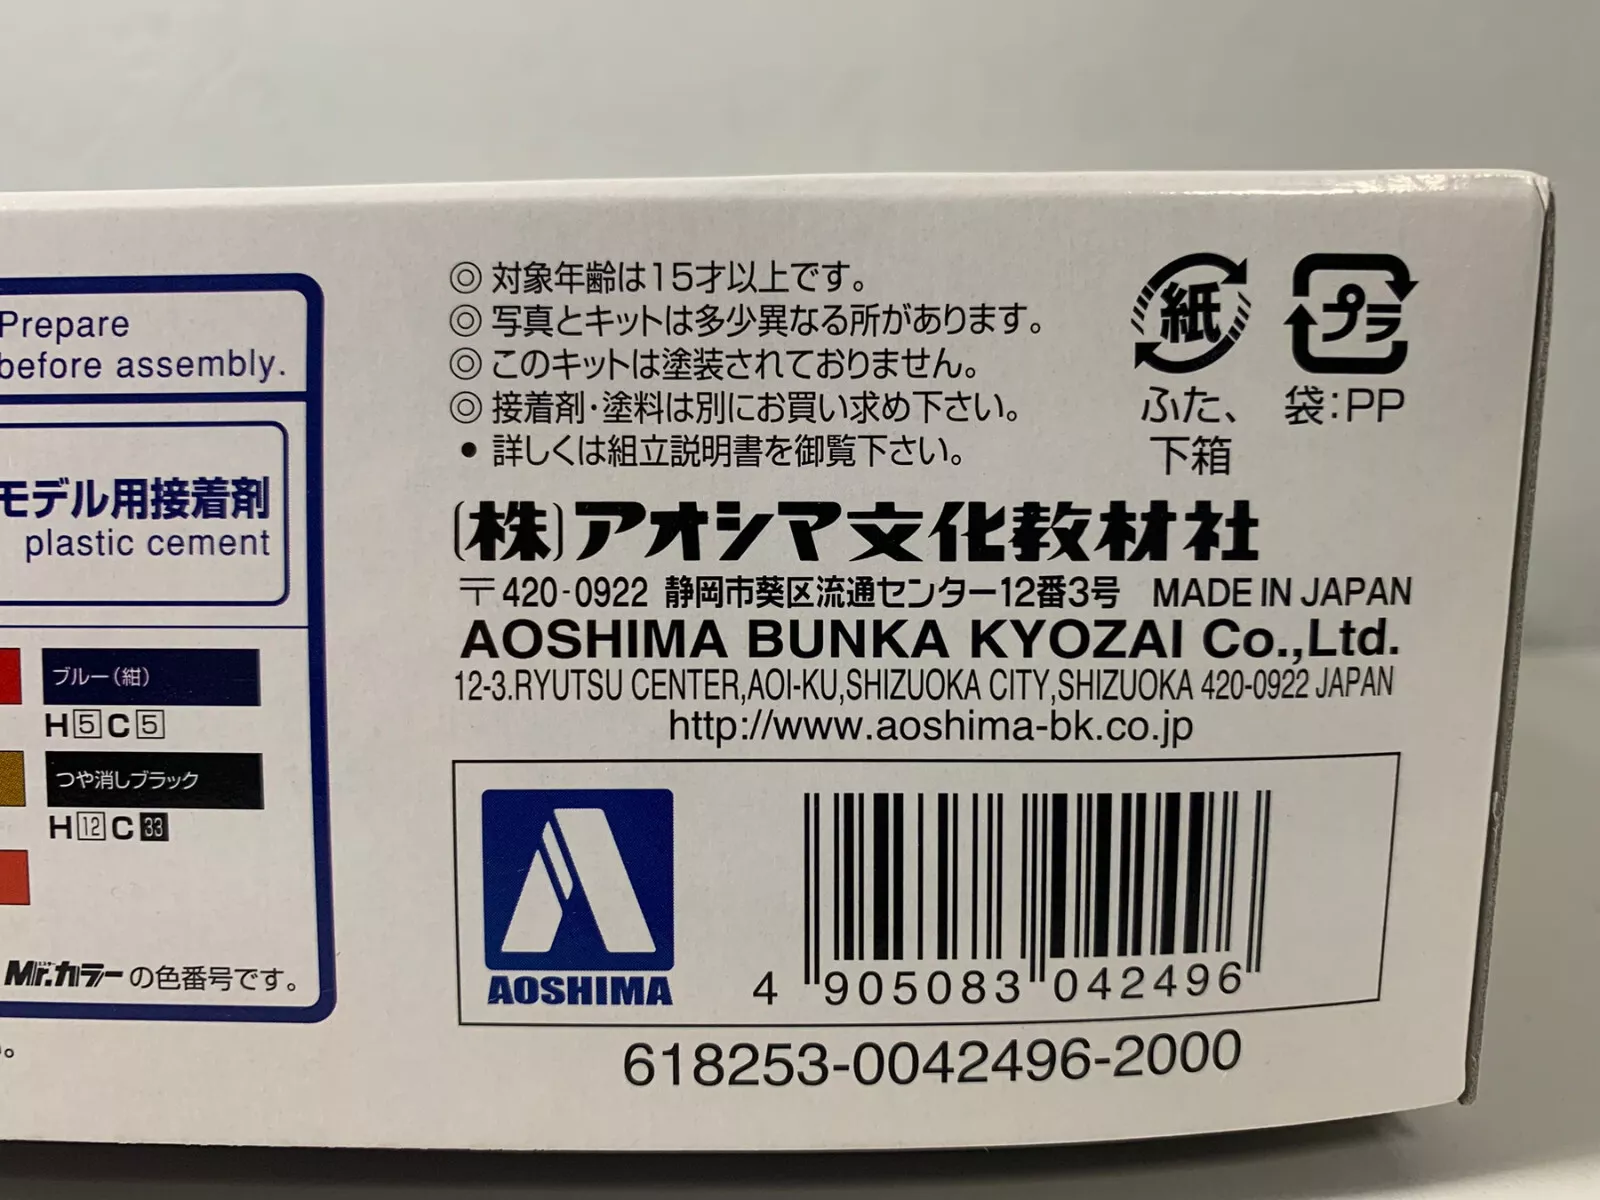 Prepare
before assembly.
モデル用接着剤
plastic cement
ブルー(紺)
H5C5
つや消しブラック
H12C33
Mr.カラーの色番号です。
◎対象年齢は15才以上です。
◎写真とキットは多少異なる所があります。
◎このキットは塗装されておりません。
◎接着剤・塗料は別にお買い求め下さい。
•詳しくは組立説明書を御覧下さい。
紙
ふた、
下箱
プラ
袋:PP
(株)アオシマ文化教材社
〒420-0922 静岡市葵区流通センター12番3号 MADE IN JAPAN
AOSHIMA BUNKA KYOZAI Co.,Ltd.
12-3.RYUTSU CENTER,AOI-KU,SHIZUOKA CITY,SHIZUOKA 420-0922 JAPAN
http://www.aoshima-bk.co.jp
AOSHIMA
4 905083 042496
618253-0042496-2000